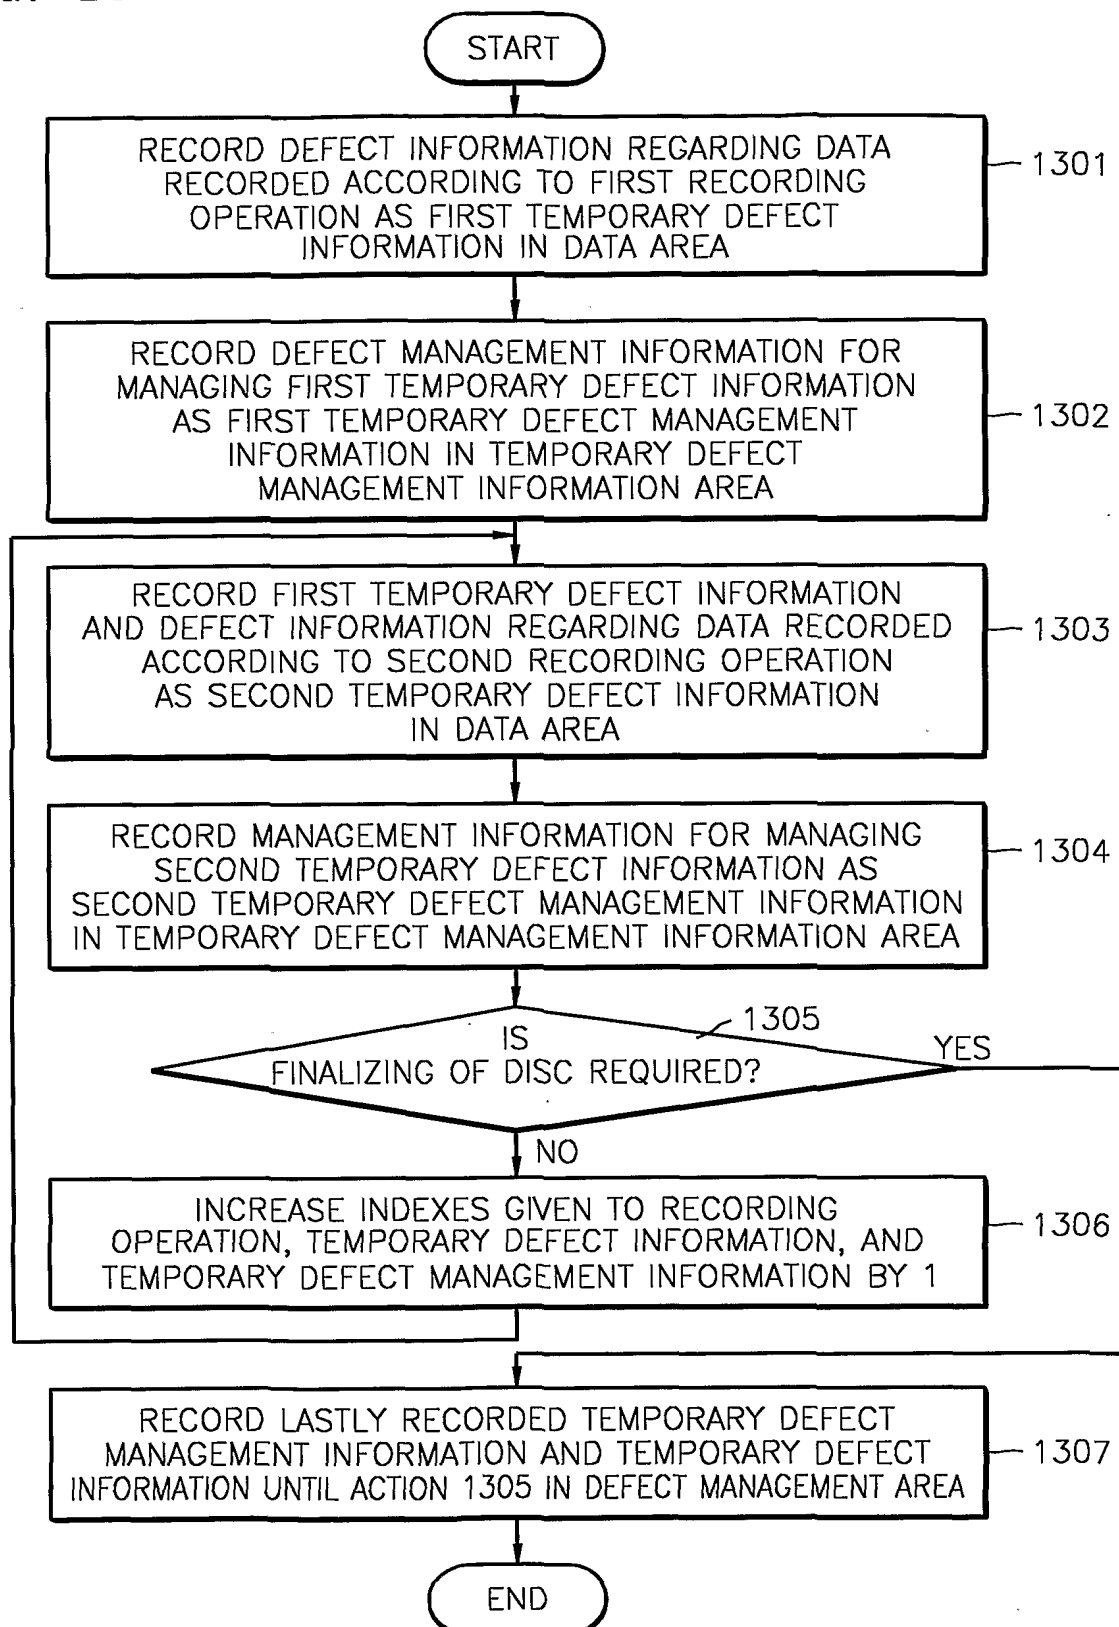 START
RECORD DEFECT INFORMATION REGARDING DATA
RECORDED ACCORDING TO FIRST RECORDING
OPERATION AS FIRST TEMPORARY DEFECT
INFORMATION IN DATA AREA
1301
RECORD DEFECT MANAGEMENT INFORMATION FOR
MANAGING FIRST TEMPORARY DEFECT INFORMATION
AS FIRST TEMPORARY DEFECT MANAGEMENT
INFORMATION IN TEMPORARY DEFECT
MANAGEMENT INFORMATION AREA
1302
RECORD FIRST TEMPORARY DEFECT INFORMATION
AND DEFECT INFORMATION REGARDING DATA RECORDED
ACCORDING TO SECOND RECORDING OPERATION
AS SECOND TEMPORARY DEFECT INFORMATION
IN DATA AREA
1303
RECORD MANAGEMENT INFORMATION FOR MANAGING
SECOND TEMPORARY DEFECT INFORMATION AS
SECOND TEMPORARY DEFECT MANAGEMENT INFORMATION
IN TEMPORARY DEFECT MANAGEMENT INFORMATION AREA
1304
IS
FINALIZING OF DISC REQUIRED?
1305
YES
NO
INCREASE INDEXES GIVEN TO RECORDING
OPERATION, TEMPORARY DEFECT INFORMATION, AND
TEMPORARY DEFECT MANAGEMENT INFORMATION BY 1
1306
RECORD LASTLY RECORDED TEMPORARY DEFECT
MANAGEMENT INFORMATION AND TEMPORARY DEFECT
INFORMATION UNTIL ACTION 1305 IN DEFECT MANAGEMENT AREA
1307
END